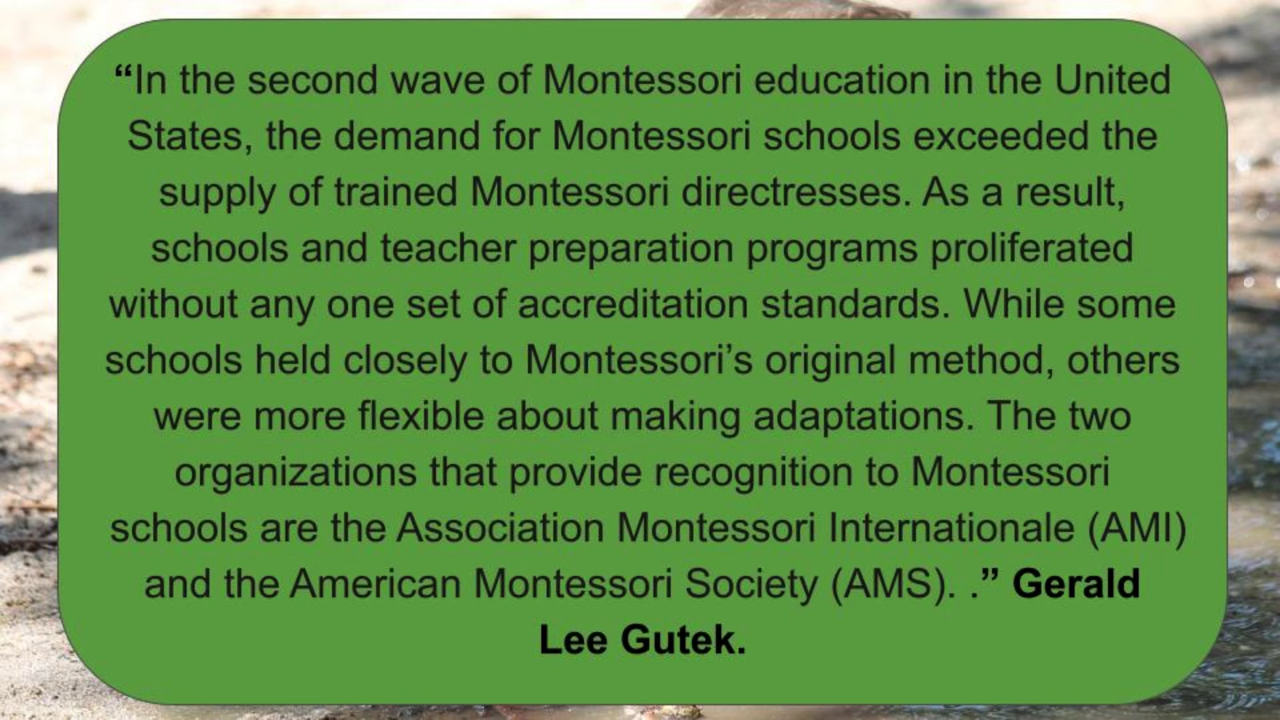 “In the second wave of Montessori education in the United
States, the demand for Montessori schools exceeded the
supply of trained Montessori directresses. As a result,
schools and teacher preparation programs proliferated
without any one set of accreditation standards. While some
schools held closely to Montessori’s original method, others
were more flexible about making adaptations. The two
organizations that provide recognition to Montessori
schools are the Association Montessori Internationale (AMI)
and the American Montessori Society (AMS). .” Gerald
Lee Gutek.